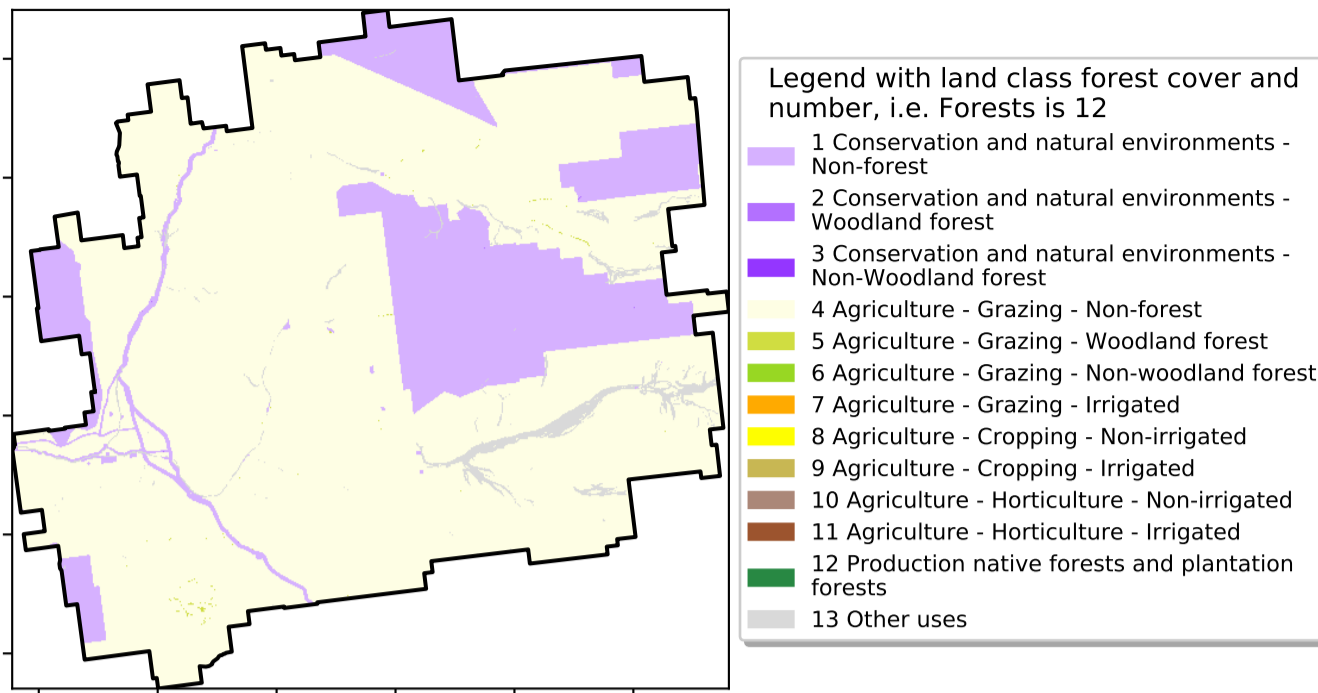 Legend with land class forest cover and
number, i.e. Forests is 12
1 Conservation and natural environments -
Non-forest
2 Conservation and natural environments -
Woodland forest
3 Conservation and natural environments -
Non-Woodland forest
4 Agriculture - Grazing - Non-forest
5 Agriculture - Grazing - Woodland forest
6 Agriculture - Grazing - Non-woodland forest
7 Agriculture - Grazing - Irrigated
8 Agriculture - Cropping - Non-irrigated
9 Agriculture - Cropping - Irrigated
10 Agriculture - Horticulture - Non-irrigated
11 Agriculture - Horticulture - Irrigated
12 Production native forests and plantation
forests
13 Other uses